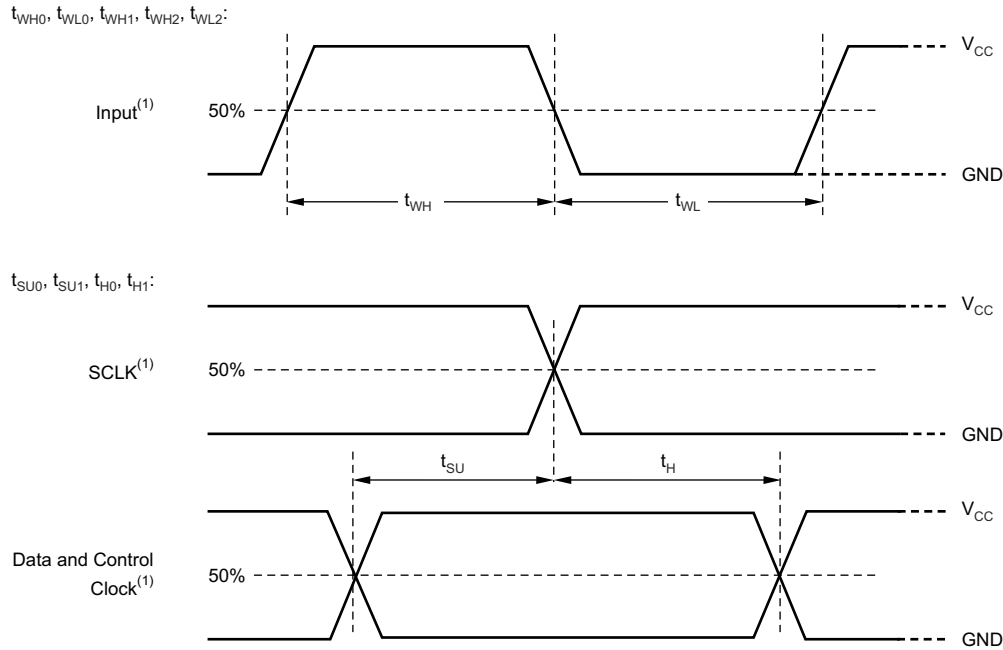 tWH0, tWL0, tWH1, tWH2, tWL2:
VCC
Input(1)
50%
GND
tWH
tWL
tSU0, tSU1, tH0, tH1:
VCC
SCLK(1)
50%
GND
tSU
tH
VCC
Data and Control
Clock(1)
50%
GND